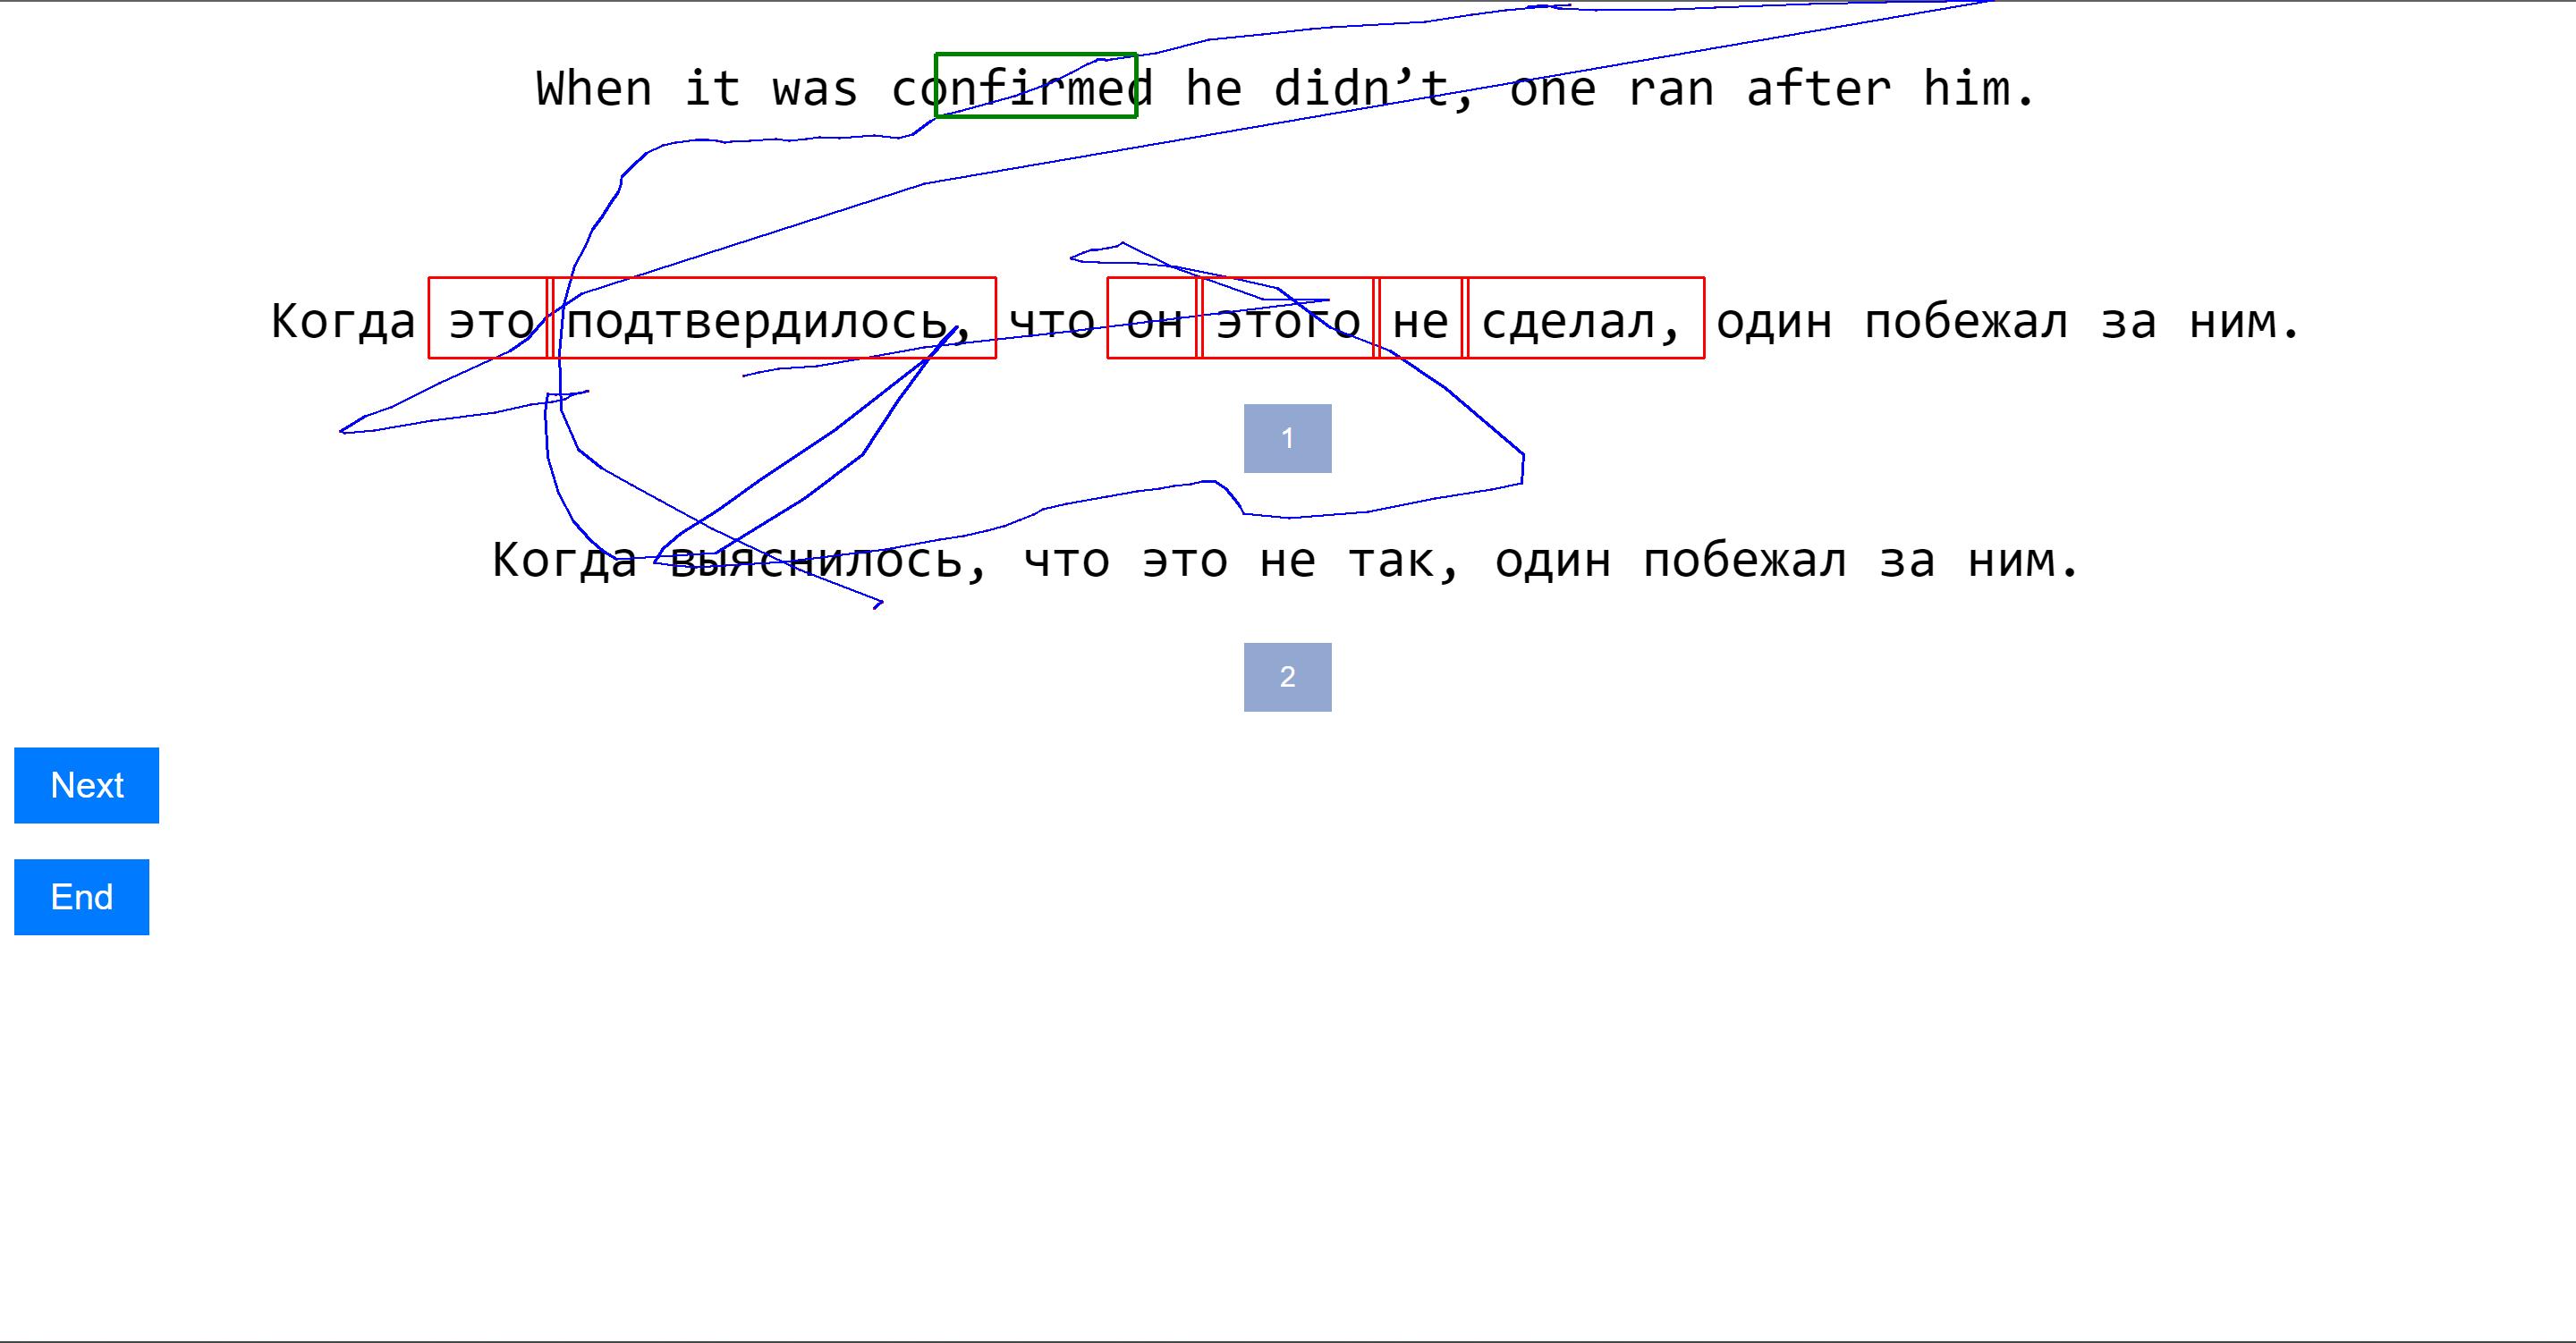 When it was confirmed he didn’t, one ran after him.
Когда это подтвердилось, что он этого не сделал, один побежал за ним.
1
Когда выяснилось, что это не так, один побежал за ним.
2
Next
End